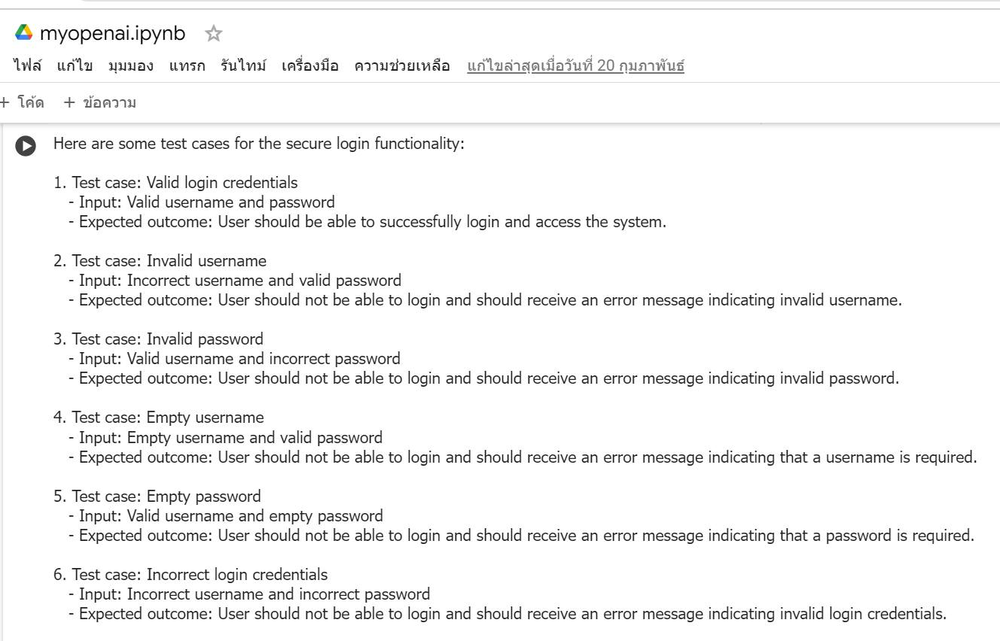 myopenai.ipynb
ไฟล์ แก้ไข มุมมอง แทรก รันไทม์ เครื่องมือ ความช่วยเหลือ แก้ไขล่าสุดเมื่อวันที่ 20 กุมภาพันธ์
+ โค้ด + ข้อความ
Here are some test cases for the secure login functionality:
1. Test case: Valid login credentials
- Input: Valid username and password
- Expected outcome: User should be able to successfully login and access the system.
2. Test case: Invalid username
- Input: Incorrect username and valid password
- Expected outcome: User should not be able to login and should receive an error message indicating invalid username.
3. Test case: Invalid password
- Input: Valid username and incorrect password
- Expected outcome: User should not be able to login and should receive an error message indicating invalid password.
4. Test case: Empty username
- Input: Empty username and valid password
- Expected outcome: User should not be able to login and should receive an error message indicating that a username is required.
5. Test case: Empty password
- Input: Valid username and empty password
- Expected outcome: User should not be able to login and should receive an error message indicating that a password is required.
6. Test case: Incorrect login credentials
- Input: Incorrect username and incorrect password
- Expected outcome: User should not be able to login and should receive an error message indicating invalid login credentials.